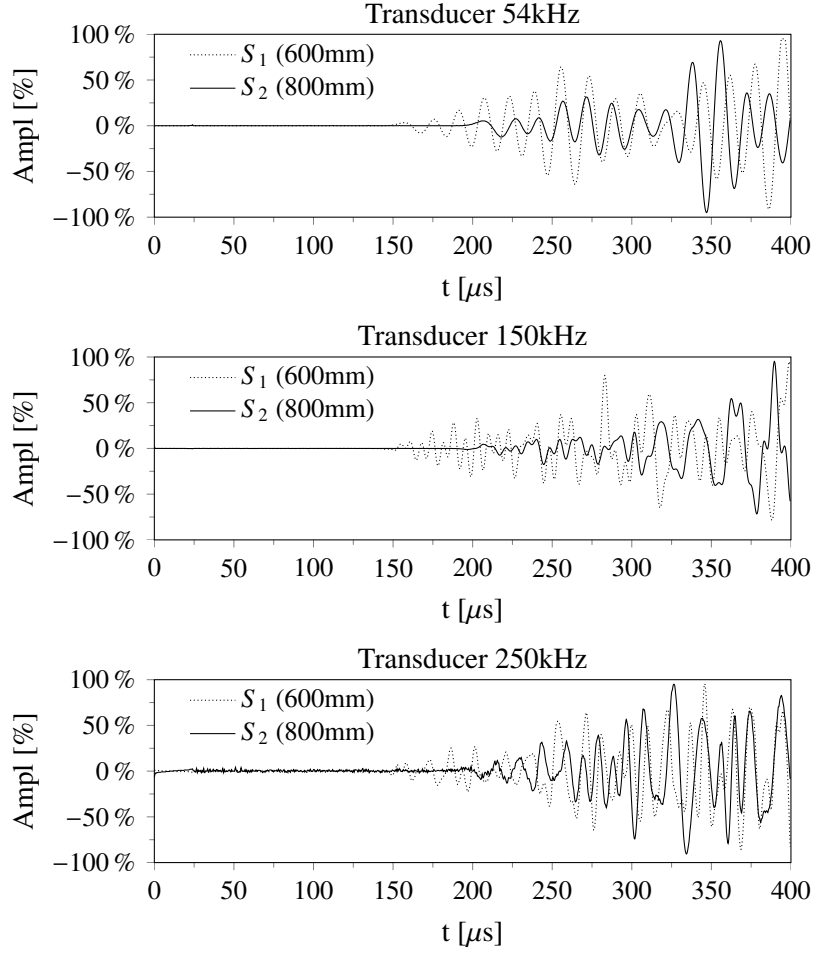 Transducer 54kHz
100 %
50 %
0 %
−50 %
−100 %
Ampl [%]
S1 (600mm)
S2 (800mm)
0 50 100 150 200 250 300 350 400
t [μs]
Transducer 150kHz
100 %
50 %
0 %
−50 %
−100 %
Ampl [%]
S1 (600mm)
S2 (800mm)
0 50 100 150 200 250 300 350 400
t [μs]
Transducer 250kHz
100 %
50 %
0 %
−50 %
−100 %
Ampl [%]
S1 (600mm)
S2 (800mm)
0 50 100 150 200 250 300 350 400
t [μs]